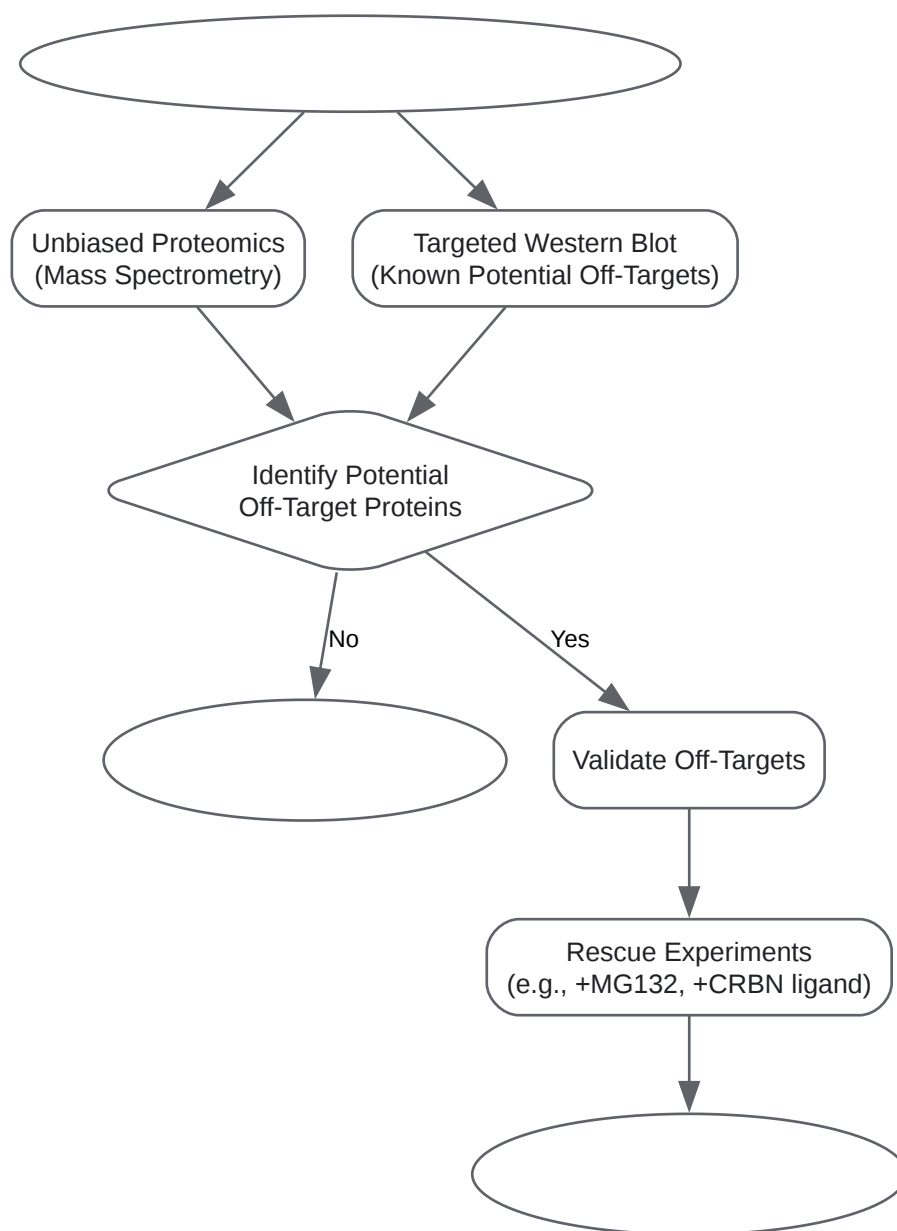 Unbiased Proteomics
(Mass Spectrometry)
Targeted Western Blot
(Known Potential Off-Targets)
Identify Potential
Off-Target Proteins
No
Yes
Validate Off-Targets
Rescue Experiments
(e.g., +MG132, +CRBN ligand)